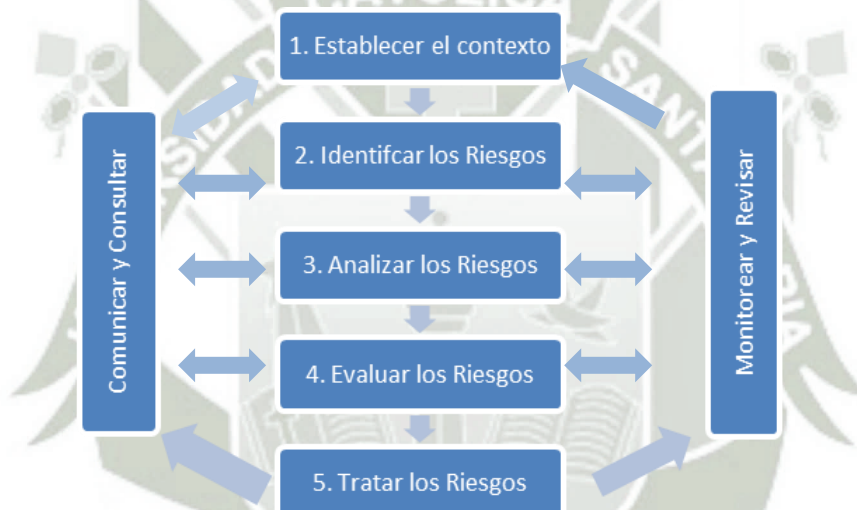 1. Establecer el contexto
2. Identifcar los Riesgos
3. Analizar los Riesgos
4. Evaluar los Riesgos
5. Tratar los Riesgos
Comunicar y Consultar
Monitorear y Revisar